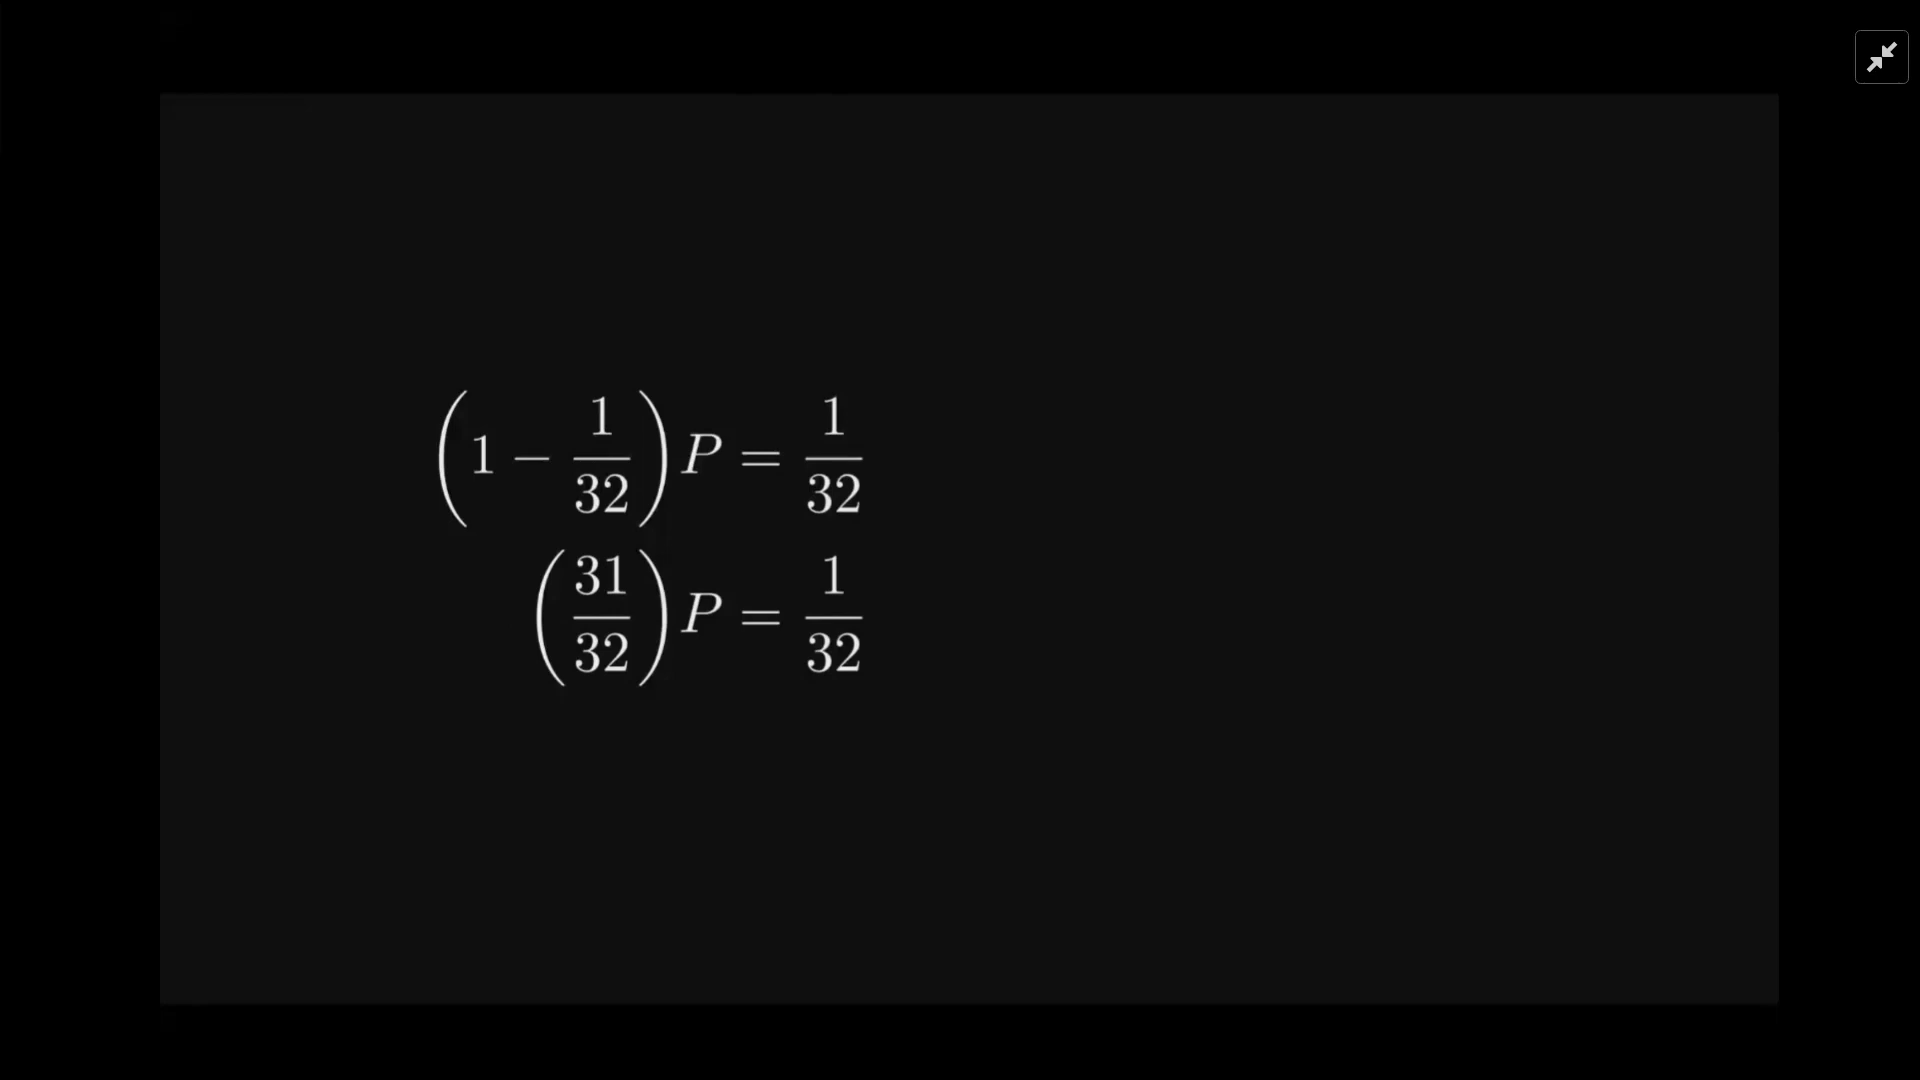 (1 − 1/32) P = 1/32
(31/32) P = 1/32